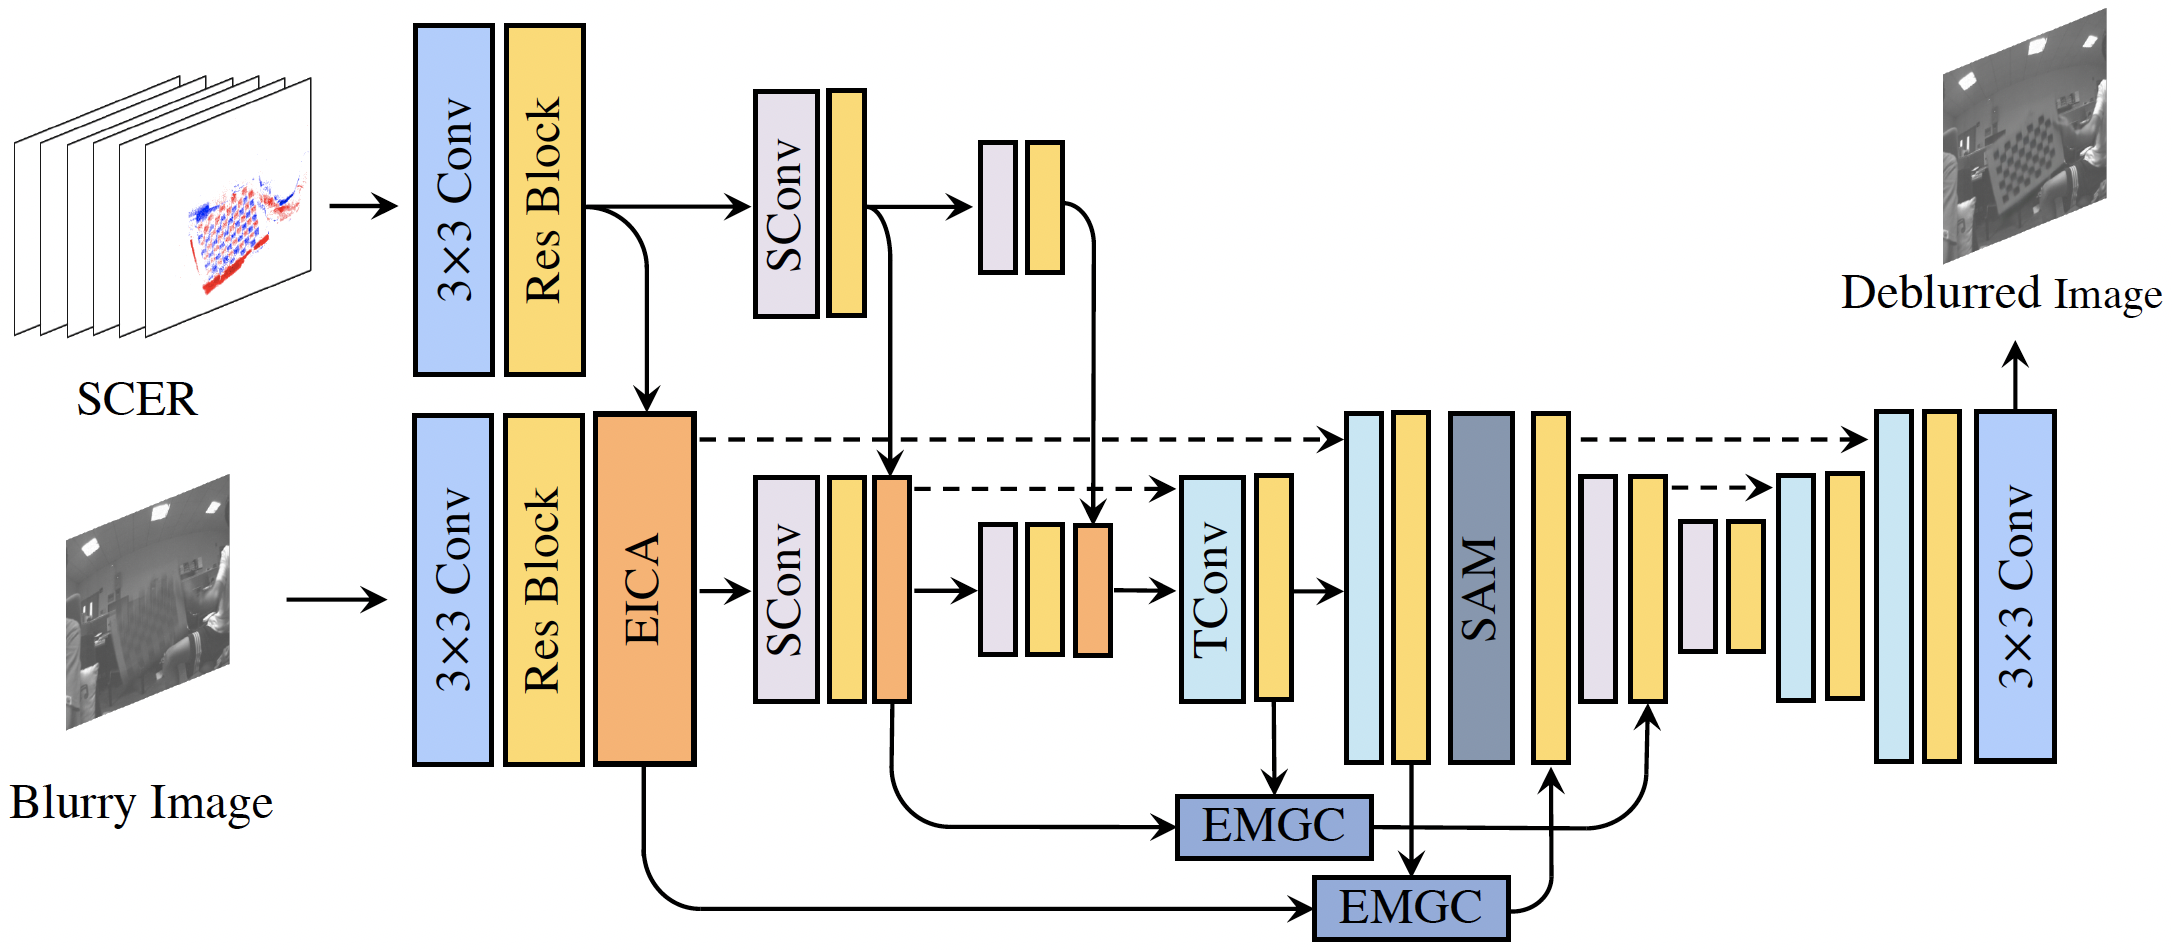 3×3 Conv
Res Block
SConv
SCER
Deblurred Image
Blurry Image
3×3 Conv
Res Block
EICA
SConv
TConv
SAM
3×3 Conv
EMGC
EMGC